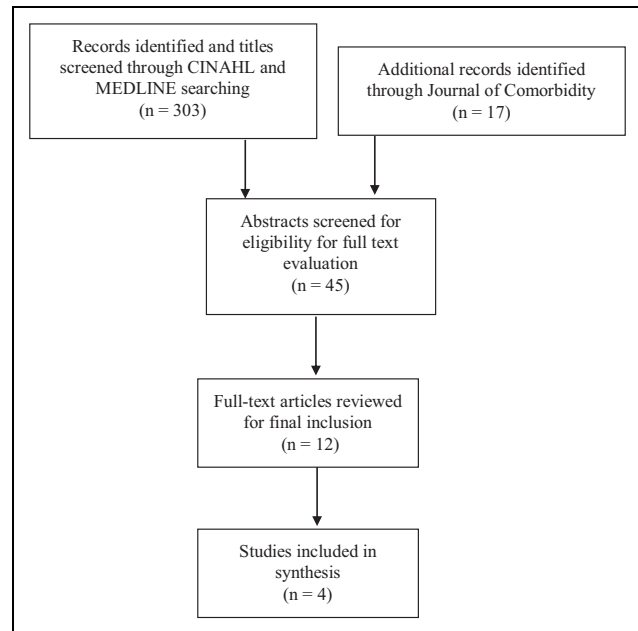 Records identified and titles
screened through CINAHL and
MEDLINE searching
(n = 303)
Additional records identified
through Journal of Comorbidity
(n = 17)
Abstracts screened for
eligibility for full text
evaluation
(n = 45)
Full-text articles reviewed
for final inclusion
(n = 12)
Studies included in
synthesis
(n = 4)